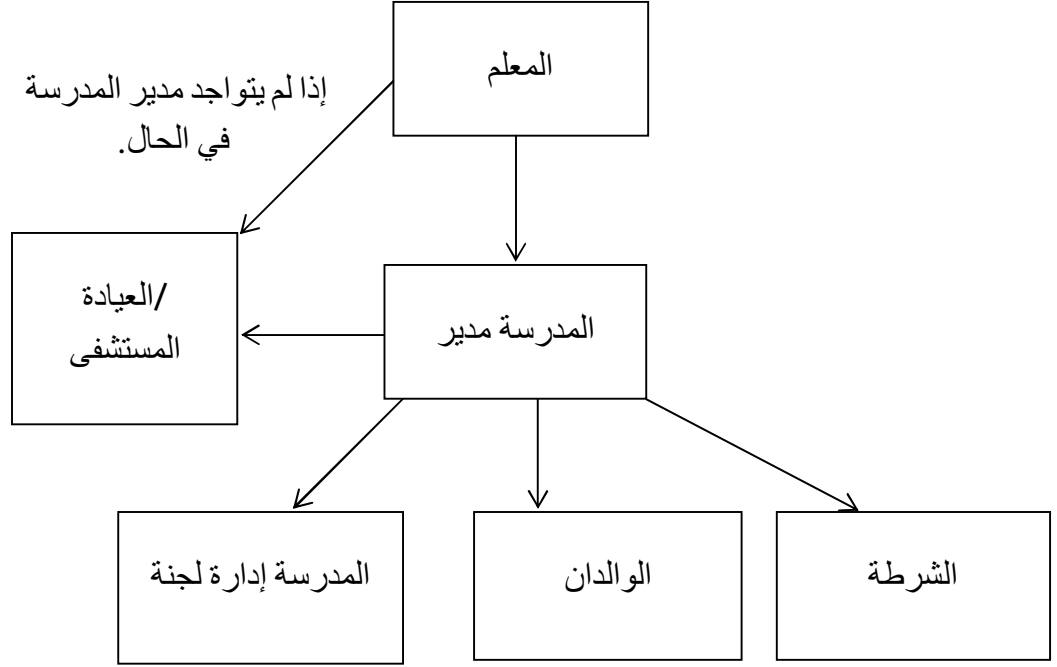 المعلم
إذا لم يتواجد مدير المدرسة
في الحال.
/العيادة
المستشفى
المدرسة مدير
المدرسة إدارة لجنة
الوالدان
الشرطة